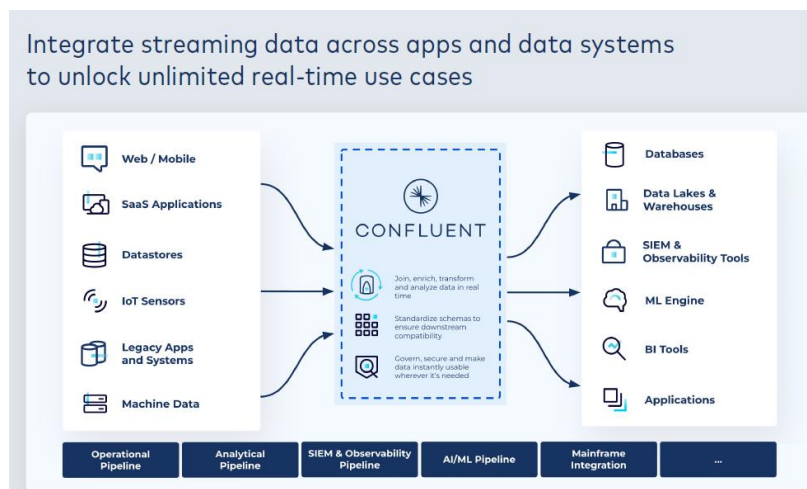 Integrate streaming data across apps and data systems
to unlock unlimited real-time use cases
Web / Mobile
SaaS Applications
Datastores
IoT Sensors
Legacy Apps
and Systems
Machine Data
CONFLUENT
Join, enrich, transform
and analyze data in real
time
Standardize schemas to
ensure downstream
compatibility
Govern, secure and make
data instantly usable
wherever it's needed
Databases
Data Lakes &
Warehouses
SIEM &
Observability Tools
ML Engine
BI Tools
Applications
Operational
Pipeline
Analytical
Pipeline
SIEM & Observability
Pipeline
AI/ML Pipeline
Mainframe
Integration
...